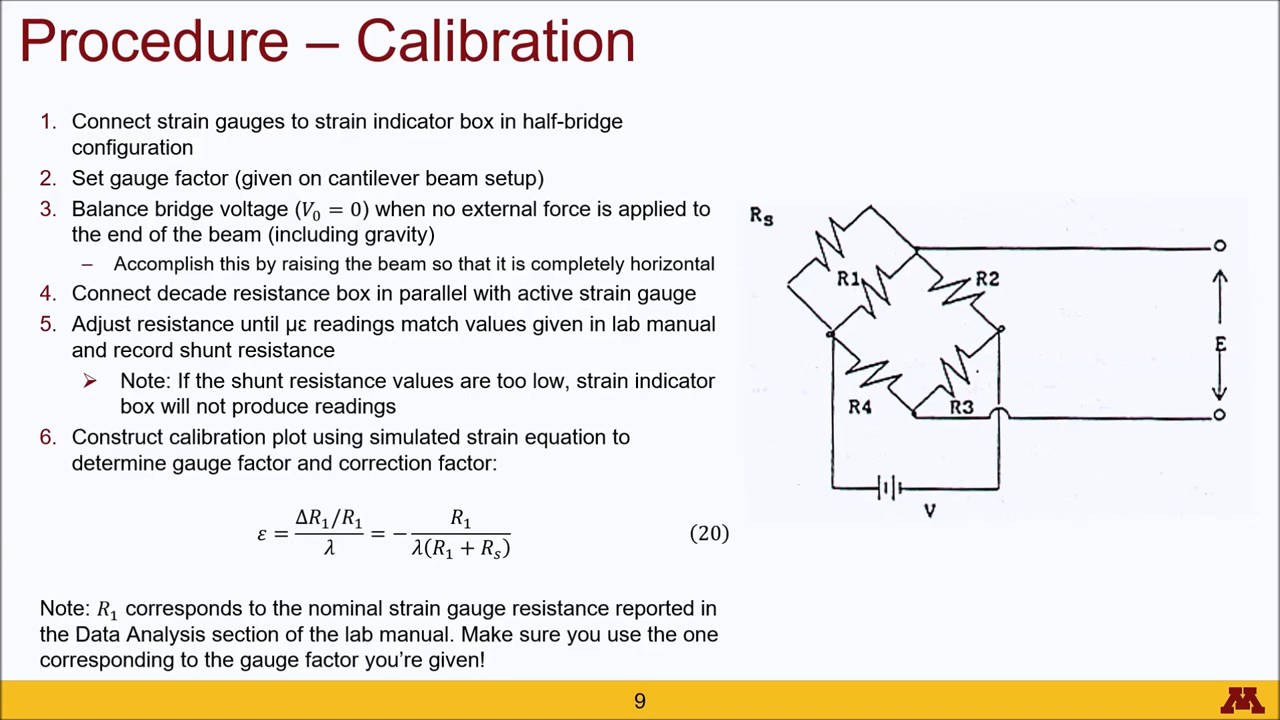 Procedure – Calibration
1. Connect strain gauges to strain indicator box in half-bridge
configuration
2. Set gauge factor (given on cantilever beam setup)
3. Balance bridge voltage (𝑉₀ = 0) when no external force is applied to
the end of the beam (including gravity)
– Accomplish this by raising the beam so that it is completely horizontal
4. Connect decade resistance box in parallel with active strain gauge
5. Adjust resistance until µε readings match values given in lab manual
and record shunt resistance
➢ Note: If the shunt resistance values are too low, strain indicator
box will not produce readings
6. Construct calibration plot using simulated strain equation to
determine gauge factor and correction factor:
ε = (ΔR₁/R₁)/λ = − R₁/(λ(R₁ + Rₛ)) (20)
Note: R₁ corresponds to the nominal strain gauge resistance reported in
the Data Analysis section of the lab manual. Make sure you use the one
corresponding to the gauge factor you’re given!
Rs
R1
R2
E
R4
R3
V
9
M